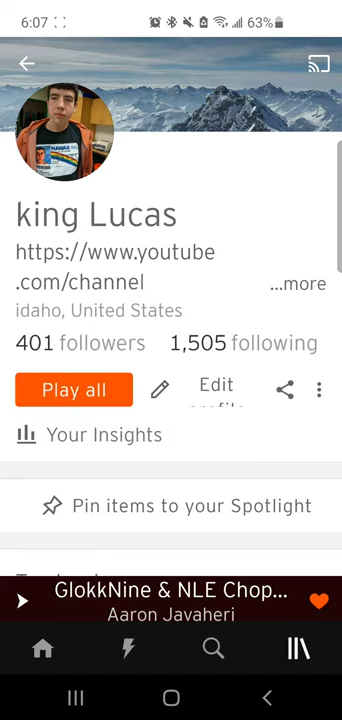 6:07
63%
king Lucas
https://www.youtube
.com/channel
...more
idaho, United States
401 followers 1,505 following
Play all
Edit
profile
Your Insights
Pin items to your Spotlight
GlokkNine & NLE Chop...
Aaron Javaheri